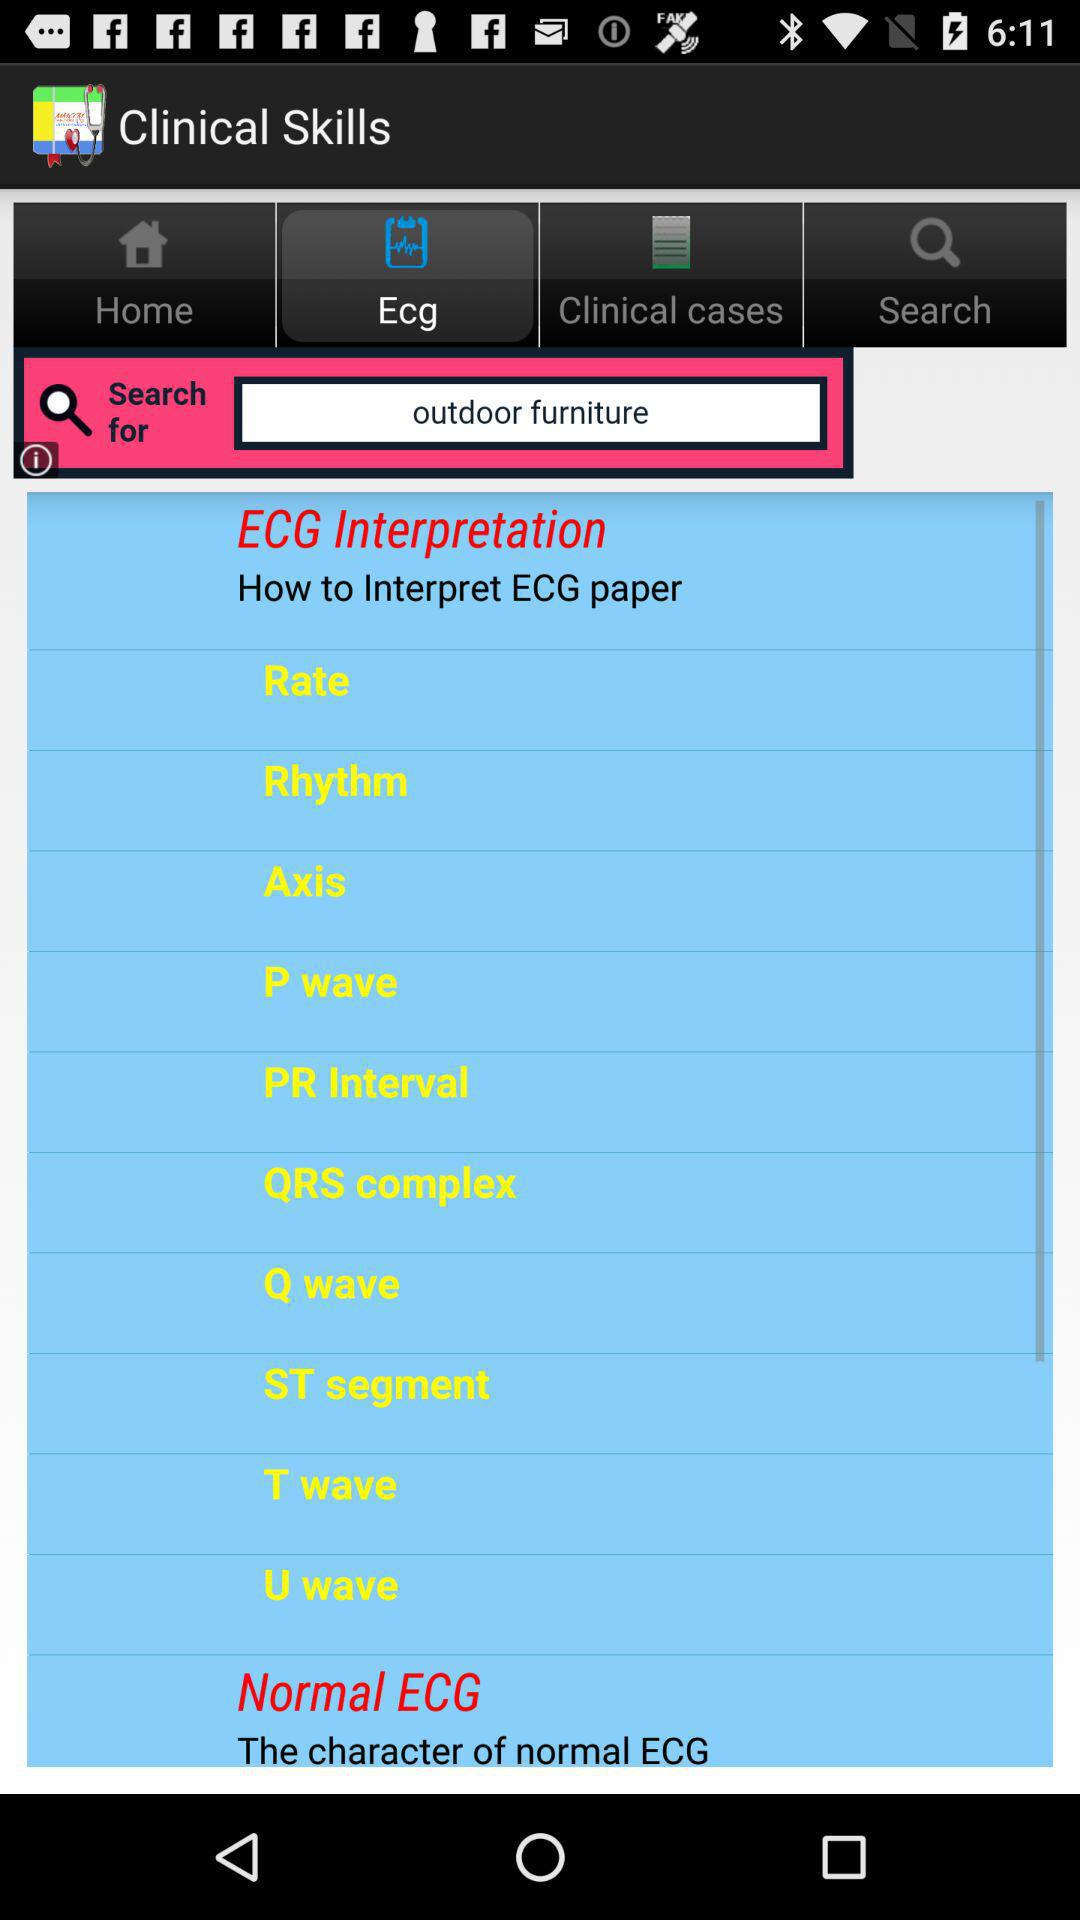 FAKE
6:11
Clinical Skills
Home
Ecg
Clinical cases
Search
Search
for
outdoor furniture
ECG Interpretation
How to Interpret ECG paper
Rate
Rhythm
Axis
P wave
PR Interval
QRS complex
Q wave
ST segment
T wave
U wave
Normal ECG
The character of normal ECG